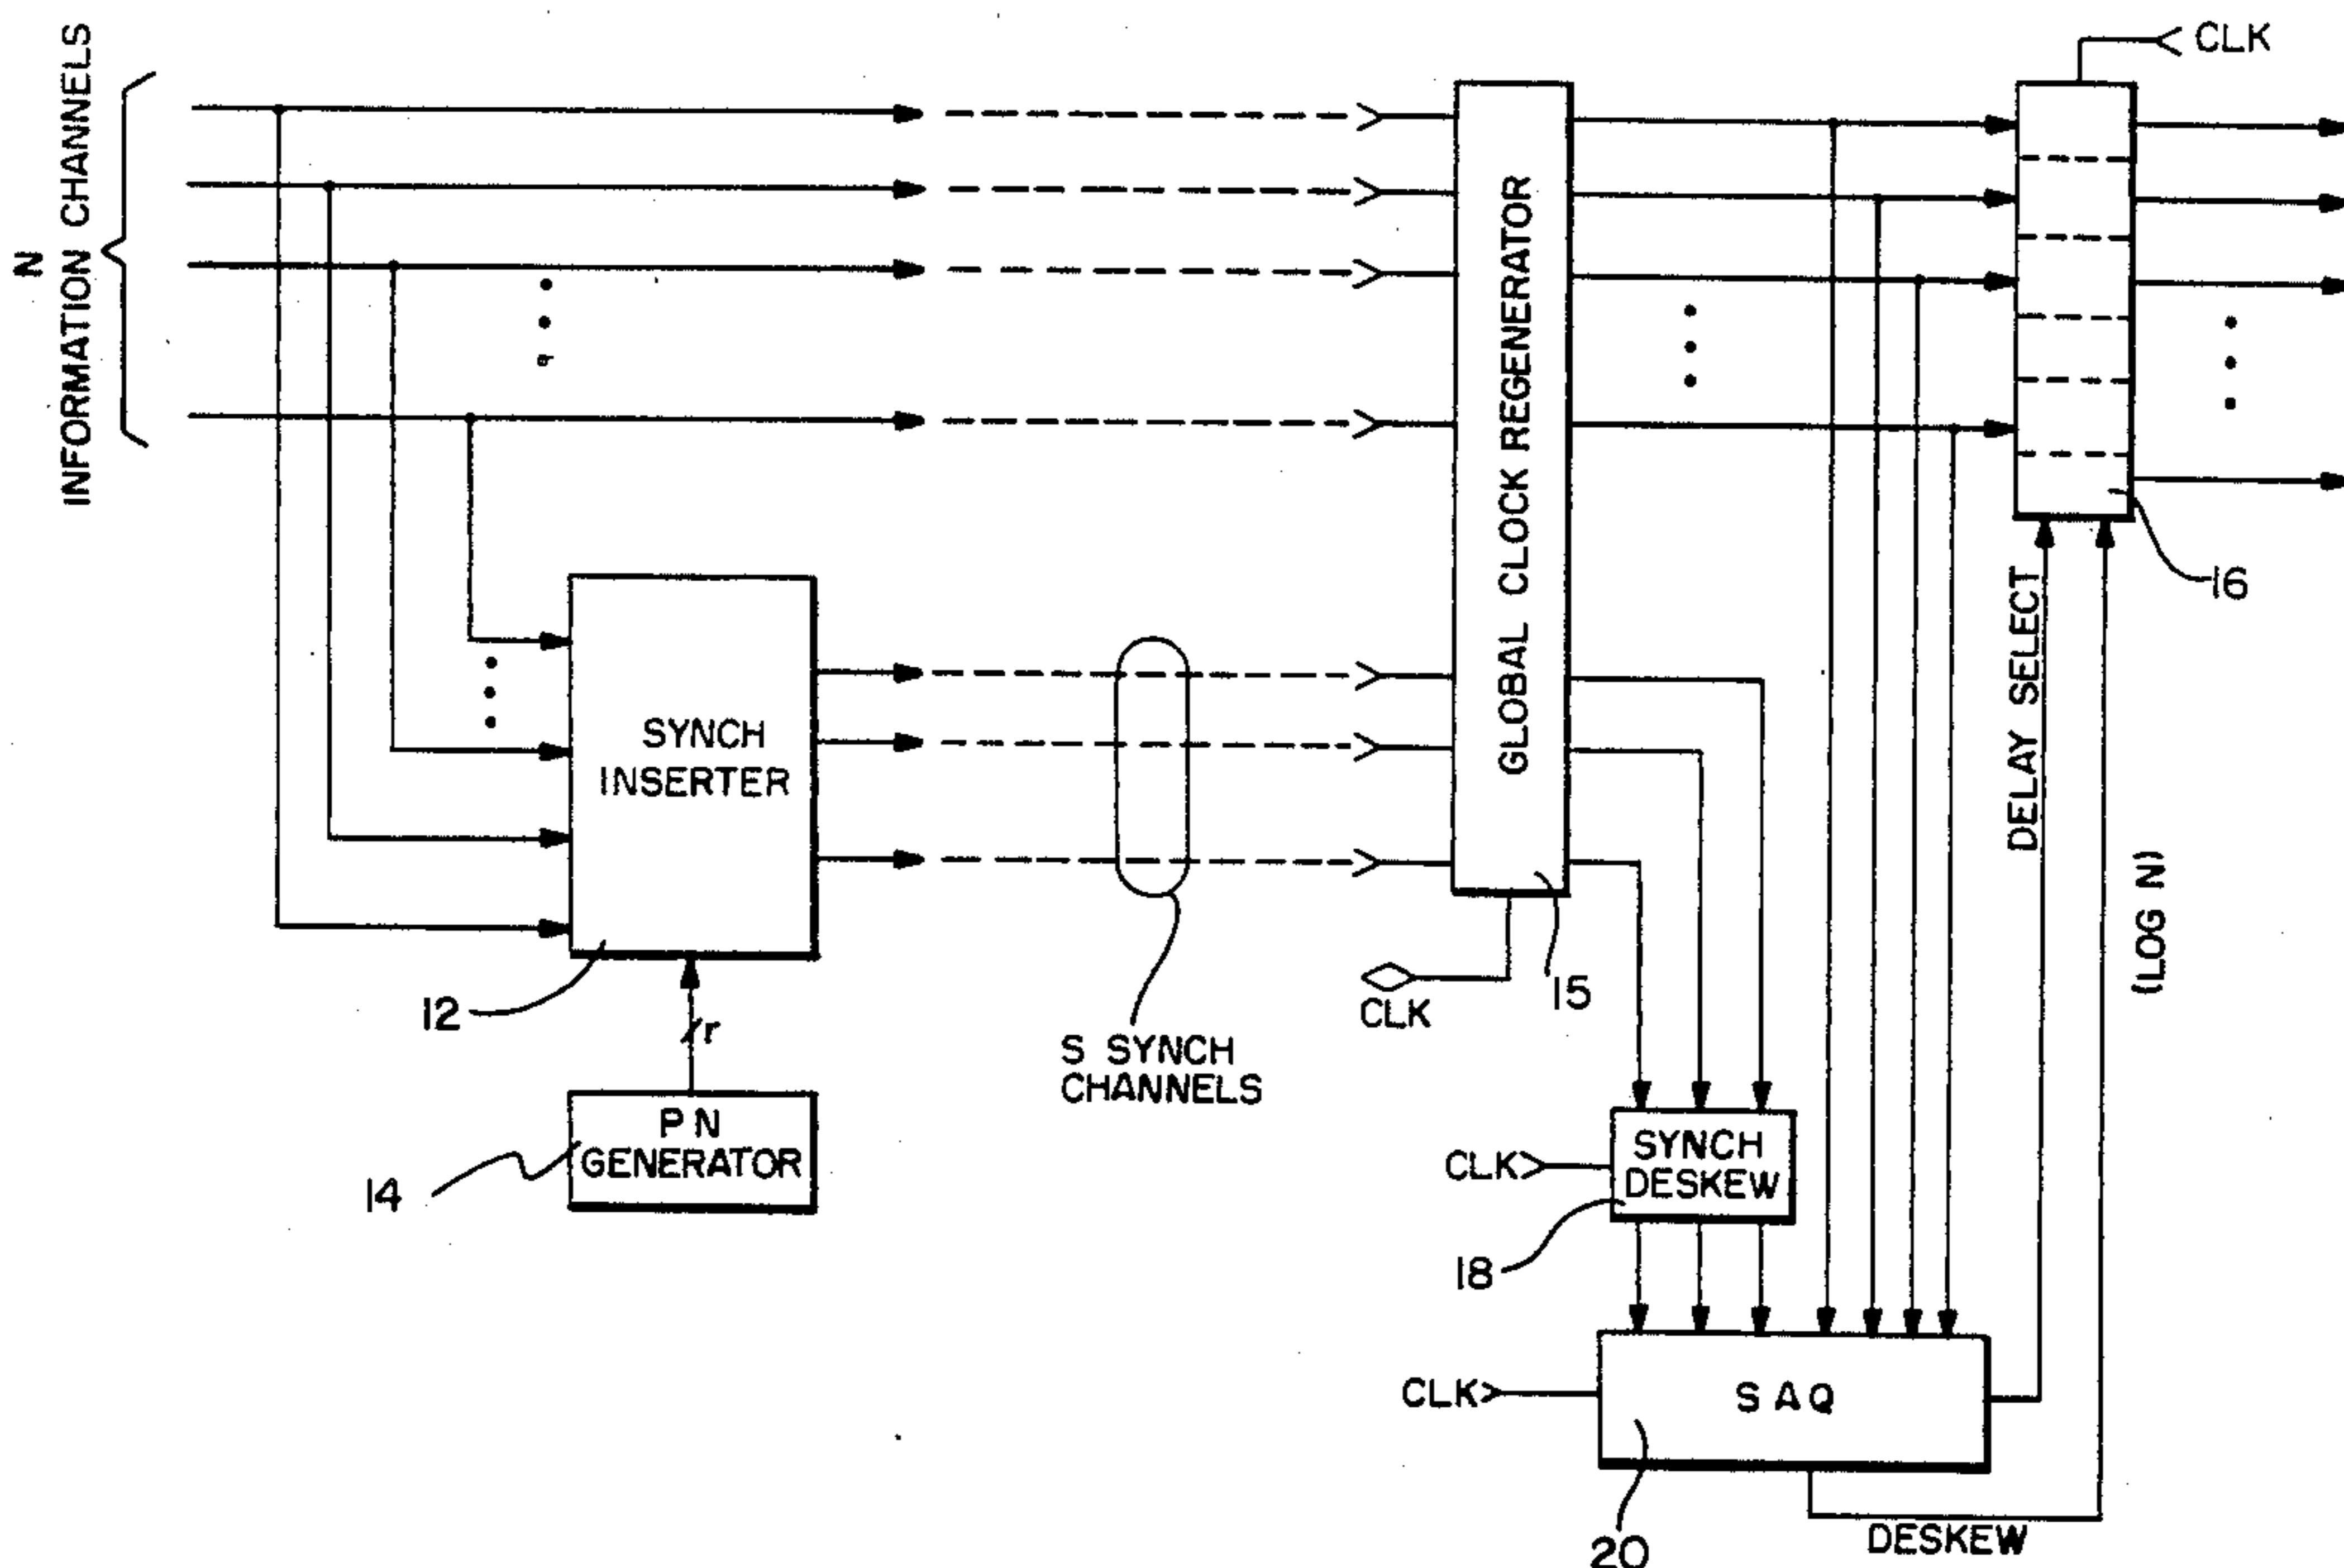 N
INFORMATION CHANNELS
CLK
GLOBAL CLOCK REGENERATOR
16
DELAY SELECT
(LOG N)
SYNCH
INSERTER
12
r
S SYNCH
CHANNELS
CLK
15
PN
GENERATOR
14
CLK
SYNCH
DESKEW
18
CLK
SAQ
20
DESKEW